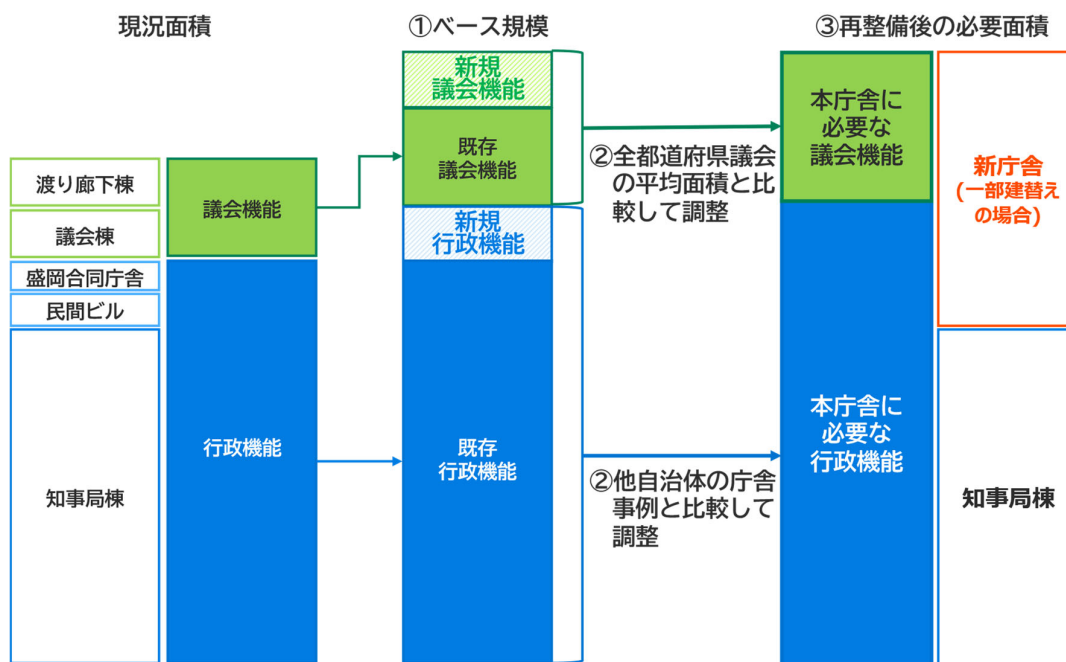 現況面積
①ベース規模
③再整備後の必要面積
渡り廊下棟
議会棟
盛岡合同庁舎
民間ビル
知事局棟
議会機能
行政機能
新規
議会機能
既存
議会機能
新規
行政機能
既存
行政機能
②全都道府県議会
の平均面積と比
較して調整
②他自治体の庁舎
事例と比較して
調整
本庁舎に
必要な
議会機能
本庁舎に
必要な
行政機能
新庁舎
(一部建替え
の場合)
知事局棟